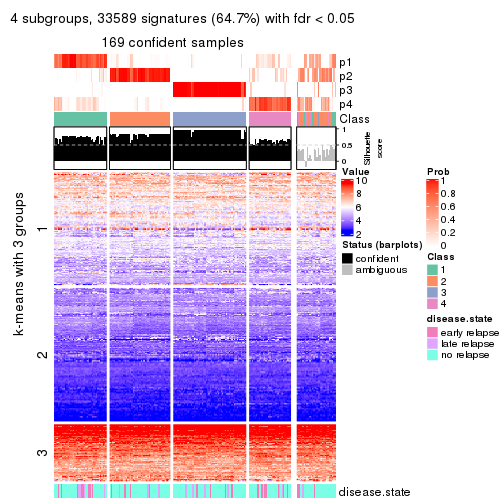 4 subgroups, 33589 signatures (64.7%) with fdr < 0.05
169 confident samples
p1
p2
p3
p4
Class
1
0.5
0
Silhouette
score
k-means with 3 groups
1
2
3
disease.state
Value
10
8
6
4
2
Status (barplots)
confident
ambiguous
Prob
1
0.8
0.6
0.4
0.2
0
Class
1
2
3
4
disease.state
early relapse
late relapse
no relapse